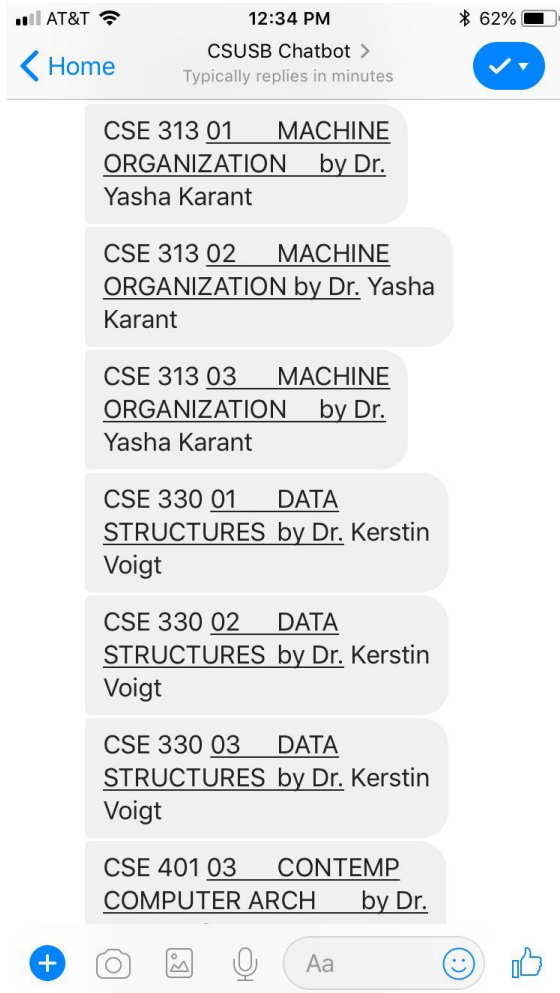 AT&T 12:34 PM 62%
Home CSUSB Chatbot
Typically replies in minutes
CSE 313 01 MACHINE
ORGANIZATION by Dr.
Yasha Karant
CSE 313 02 MACHINE
ORGANIZATION by Dr. Yasha
Karant
CSE 313 03 MACHINE
ORGANIZATION by Dr.
Yasha Karant
CSE 330 01 DATA
STRUCTURES by Dr. Kerstin
Voigt
CSE 330 02 DATA
STRUCTURES by Dr. Kerstin
Voigt
CSE 330 03 DATA
STRUCTURES by Dr. Kerstin
Voigt
CSE 401 03 CONTEMP
COMPUTER ARCH by Dr.
Aa